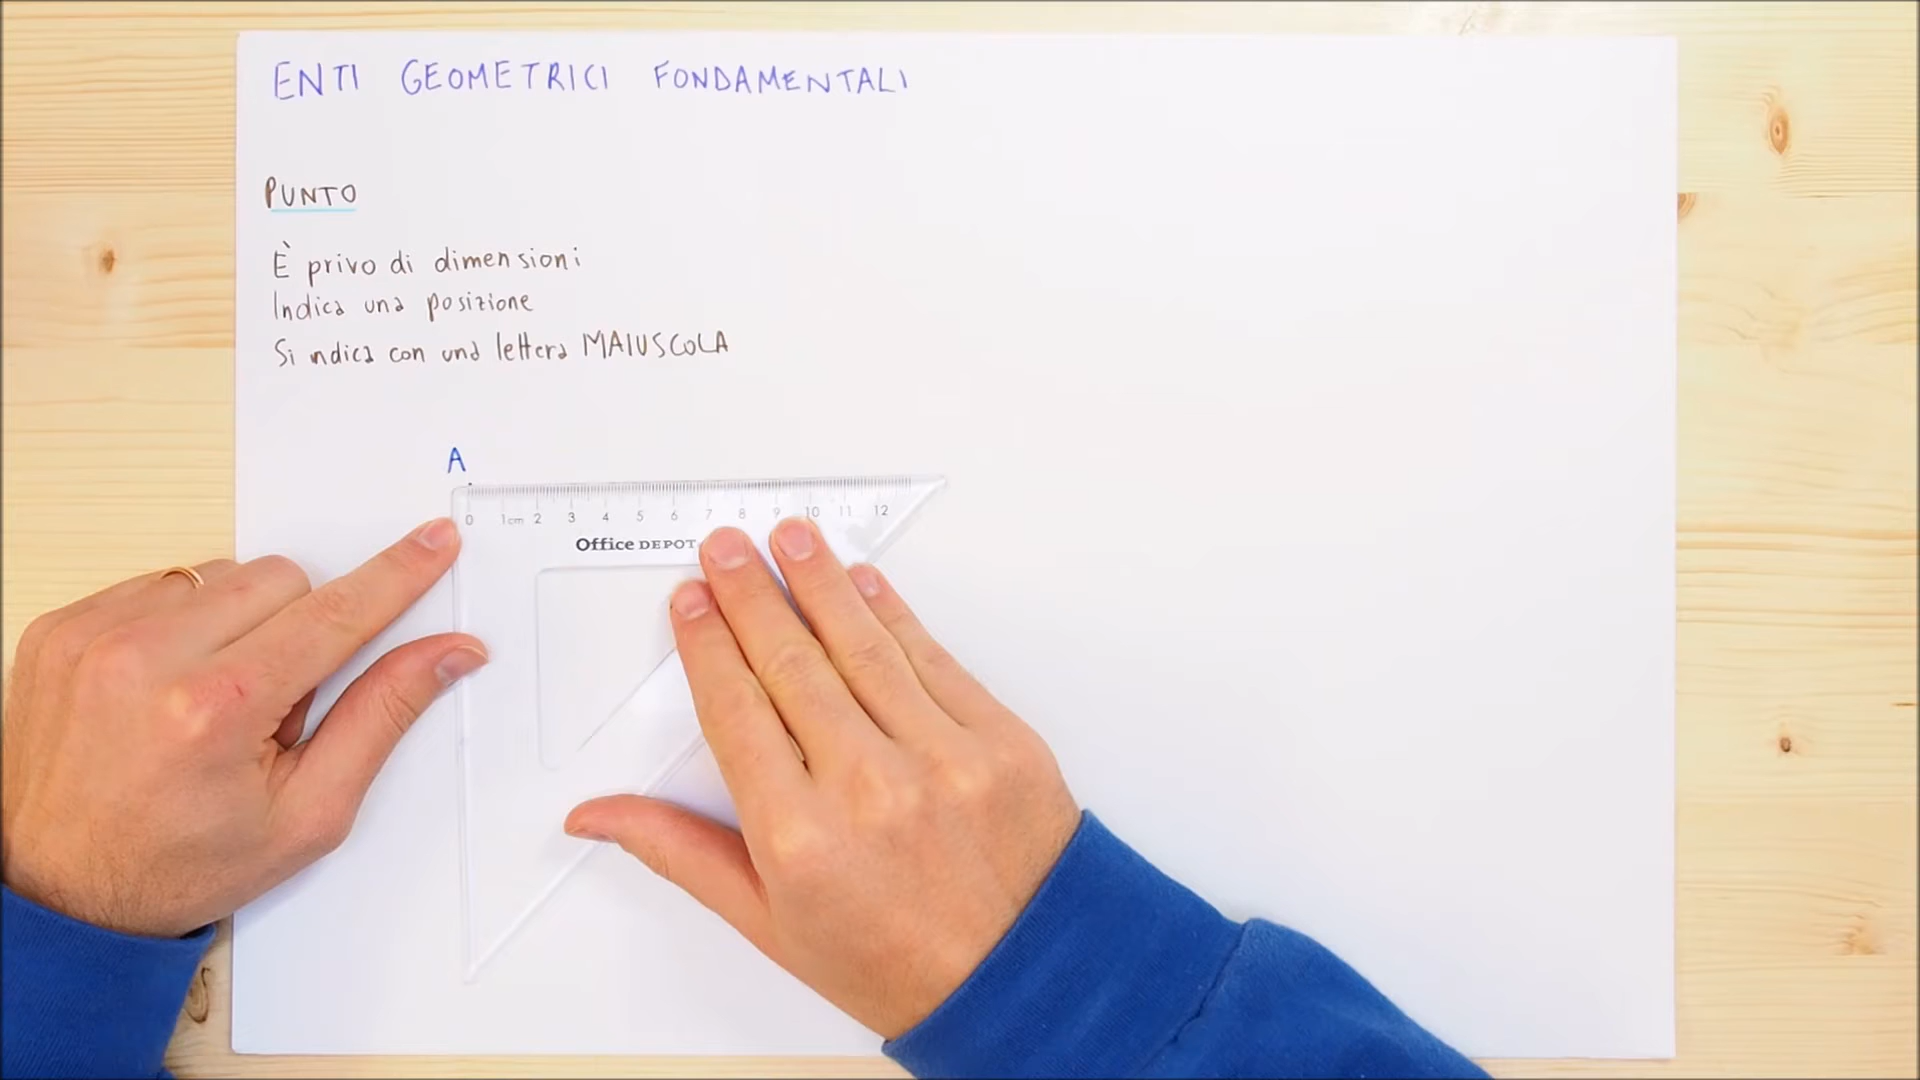 ENTI GEOMETRICI FONDAMENTALI
PUNTO
È privo di dimensioni
Indica una posizione
Si indica con una lettera MAIUSCOLA
A
0 1cm 2 3 4 5 6 7 8 9 10 11 12
Office DEPOT